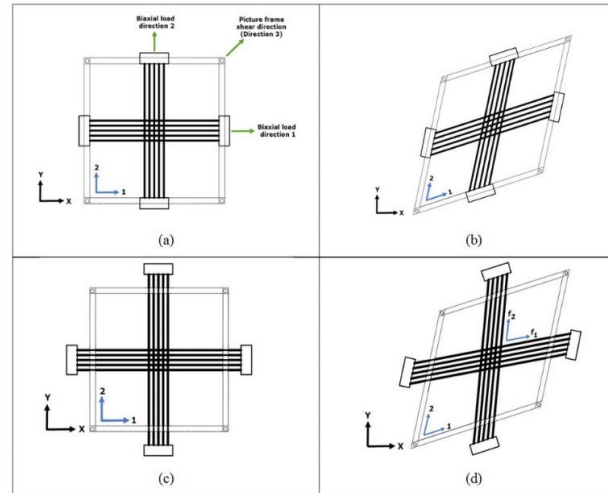 Biaxial load
direction 2
Picture frame
shear direction
(Direction 3)
Biaxial load
direction 1
Y
X
2
1
(a)
Y
X
2
1
(b)
Y
X
2
1
(c)
f2
f1
Y
X
2
1
(d)